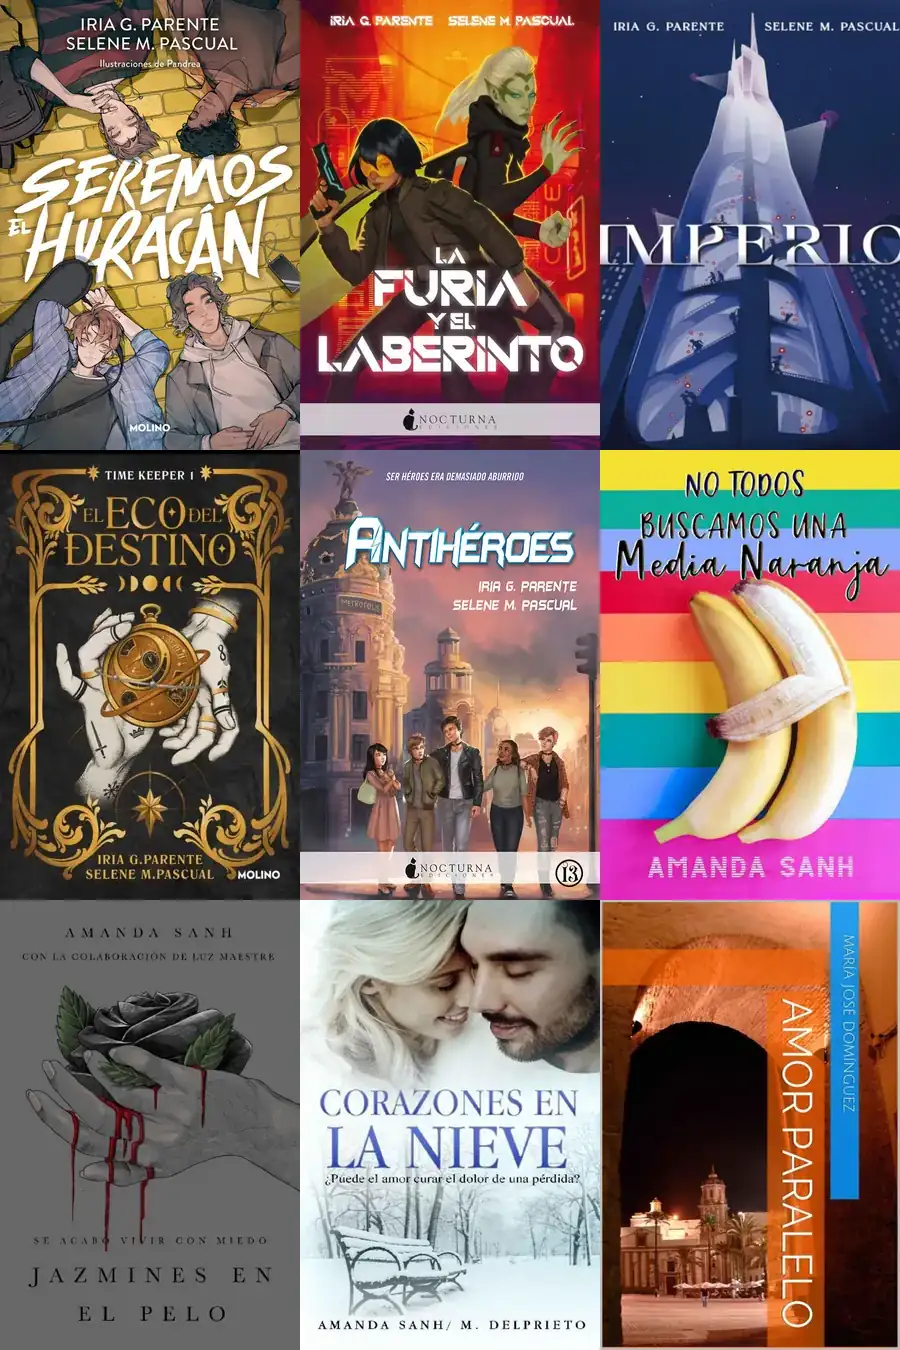 IRIA G. PARENTE
SELENE M. PASCUAL
Ilustraciones de Pandrea
SEREMOS
EL HURACÁN
MOLINO
IRIA G. PARENTE SELENE M. PASCUAL
LA
FURIA
Y EL
LABERINTO
NOCTURNA
EDICIONES
IRIA G. PARENTE SELENE M. PASCUAL
IMPERIO
TIME KEEPER 1
EL ECO DEL
DESTINO
IRIA G. PARENTE
SELENE M. PASCUAL
MOLINO
SER HÉROES ERA DEMASIADO ABURRIDO
ANTIHÉROES
IRIA G. PARENTE
SELENE M. PASCUAL
METROPOLIS
NOCTURNA
EDICIONES
13
NO TODOS
BUSCAMOS UNA
Media Naranja
AMANDA SANH
AMANDA SANH
CON LA COLABORACIÓN DE LUZ MAESTRE
SE ACABÓ VIVIR CON MIEDO
JAZMINES EN
EL PELO
CORAZONES EN
LA NIEVE
¿Puede el amor curar el dolor de una pérdida?
AMANDA SANH/ M. DELPRIETO
MARÍA JOSÉ DOMÍNGUEZ
AMOR PARALELO